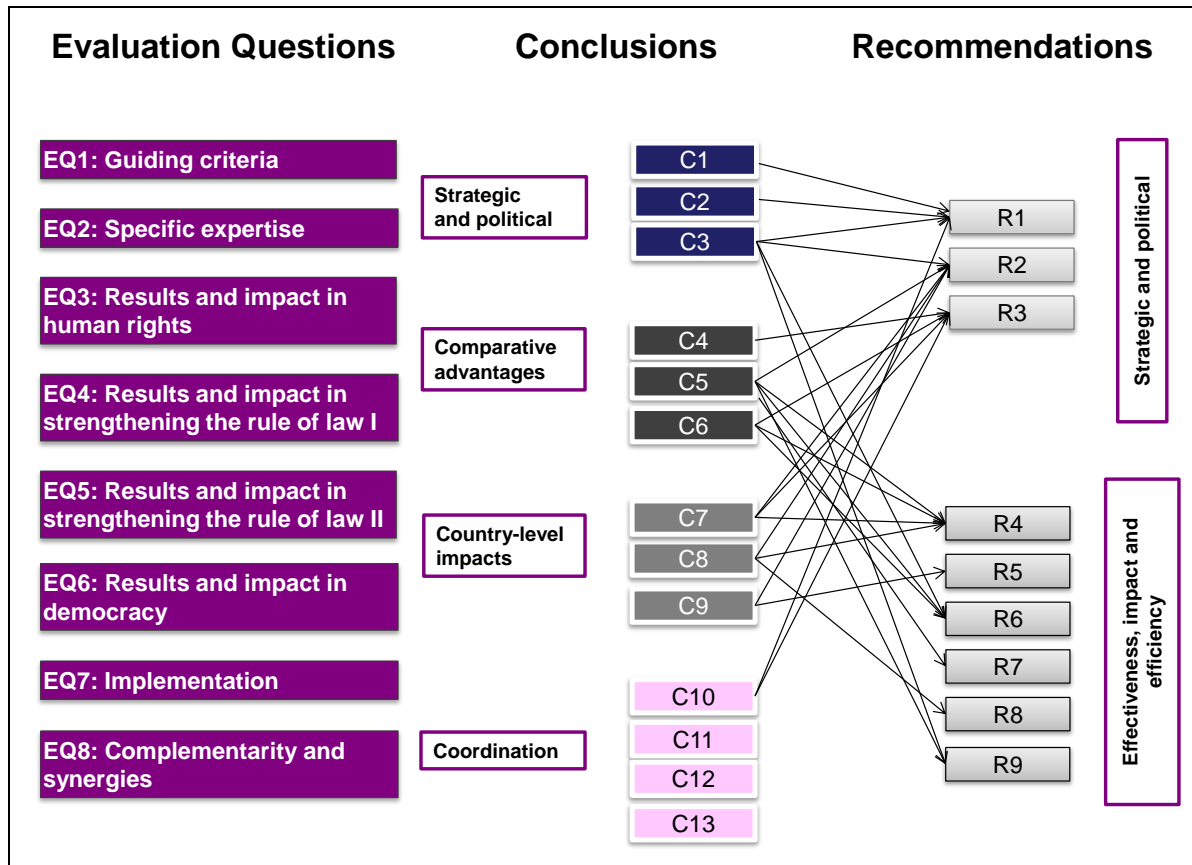 Evaluation Questions
Conclusions
Recommendations
EQ1: Guiding criteria
EQ2: Specific expertise
EQ3: Results and impact in
human rights
EQ4: Results and impact in
strengthening the rule of law I
EQ5: Results and impact in
strengthening the rule of law II
EQ6: Results and impact in
democracy
EQ7: Implementation
EQ8: Complementarity and
synergies
Strategic
and political
Comparative
advantages
Country-level
impacts
Coordination
C1
C2
C3
C4
C5
C6
C7
C8
C9
C10
C11
C12
C13
R1
R2
R3
R4
R5
R6
R7
R8
R9
Strategic and political
Effectiveness, impact and
efficiency